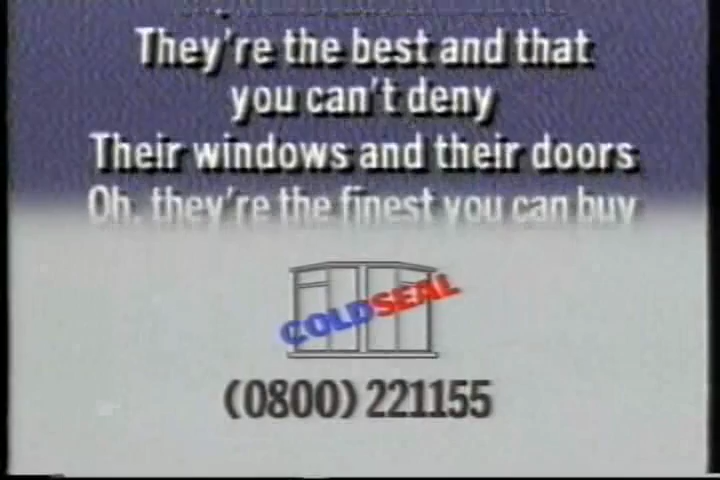 They're the best and that
you can't deny
Their windows and their doors
Oh, they're the finest you can buy
COLDSEAL
(0800) 221155